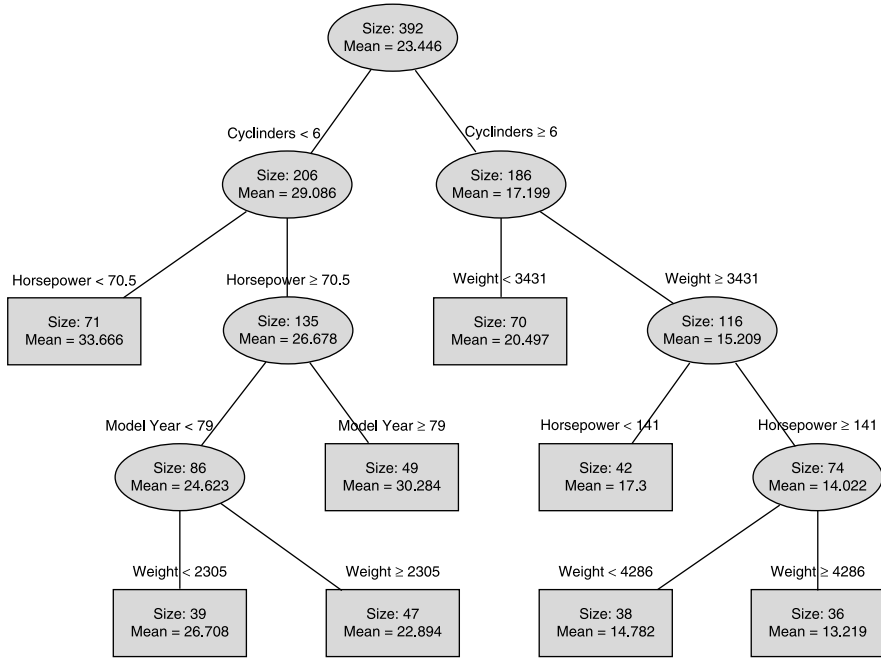 Size: 392
Mean = 23.446
Cyclinders < 6
Cyclinders ≥ 6
Size: 206
Mean = 29.086
Size: 186
Mean = 17.199
Horsepower < 70.5
Horsepower ≥ 70.5
Weight < 3431
Weight ≥ 3431
Size: 71
Mean = 33.666
Size: 135
Mean = 26.678
Size: 70
Mean = 20.497
Size: 116
Mean = 15.209
Model Year < 79
Model Year ≥ 79
Horsepower < 141
Horsepower ≥ 141
Size: 86
Mean = 24.623
Size: 49
Mean = 30.284
Size: 42
Mean = 17.3
Size: 74
Mean = 14.022
Weight < 2305
Weight ≥ 2305
Weight < 4286
Weight ≥ 4286
Size: 39
Mean = 26.708
Size: 47
Mean = 22.894
Size: 38
Mean = 14.782
Size: 36
Mean = 13.219